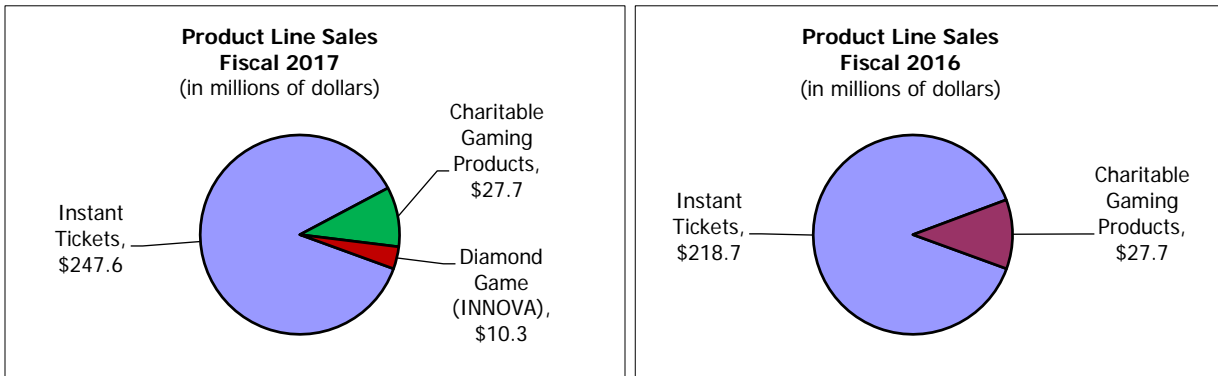 Product Line Sales
Fiscal 2017
(in millions of dollars)
Charitable
Gaming
Products,
$27.7
Instant
Tickets,
$247.6
Diamond
Game
(INNOVA),
$10.3
Product Line Sales
Fiscal 2016
(in millions of dollars)
Instant
Tickets,
$218.7
Charitable
Gaming
Products,
$27.7